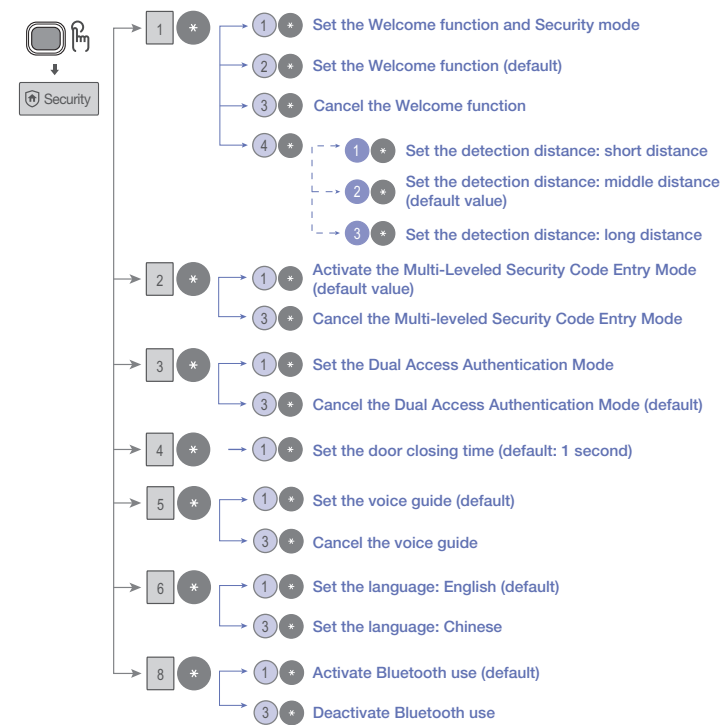 1 * 1 * Set the Welcome function and Security mode
Security
2 * Set the Welcome function (default)
3 * Cancel the Welcome function
4 * 1 * Set the detection distance: short distance
2 * Set the detection distance: middle distance
(default value)
3 * Set the detection distance: long distance
2 * 1 * Activate the Multi-Leveled Security Code Entry Mode
(default value)
3 * Cancel the Multi-leveled Security Code Entry Mode
3 * 1 * Set the Dual Access Authentication Mode
3 * Cancel the Dual Access Authentication Mode (default)
4 * 1 * Set the door closing time (default: 1 second)
5 * 1 * Set the voice guide (default)
3 * Cancel the voice guide
6 * 1 * Set the language: English (default)
3 * Set the language: Chinese
8 * 1 * Activate Bluetooth use (default)
3 * Deactivate Bluetooth use